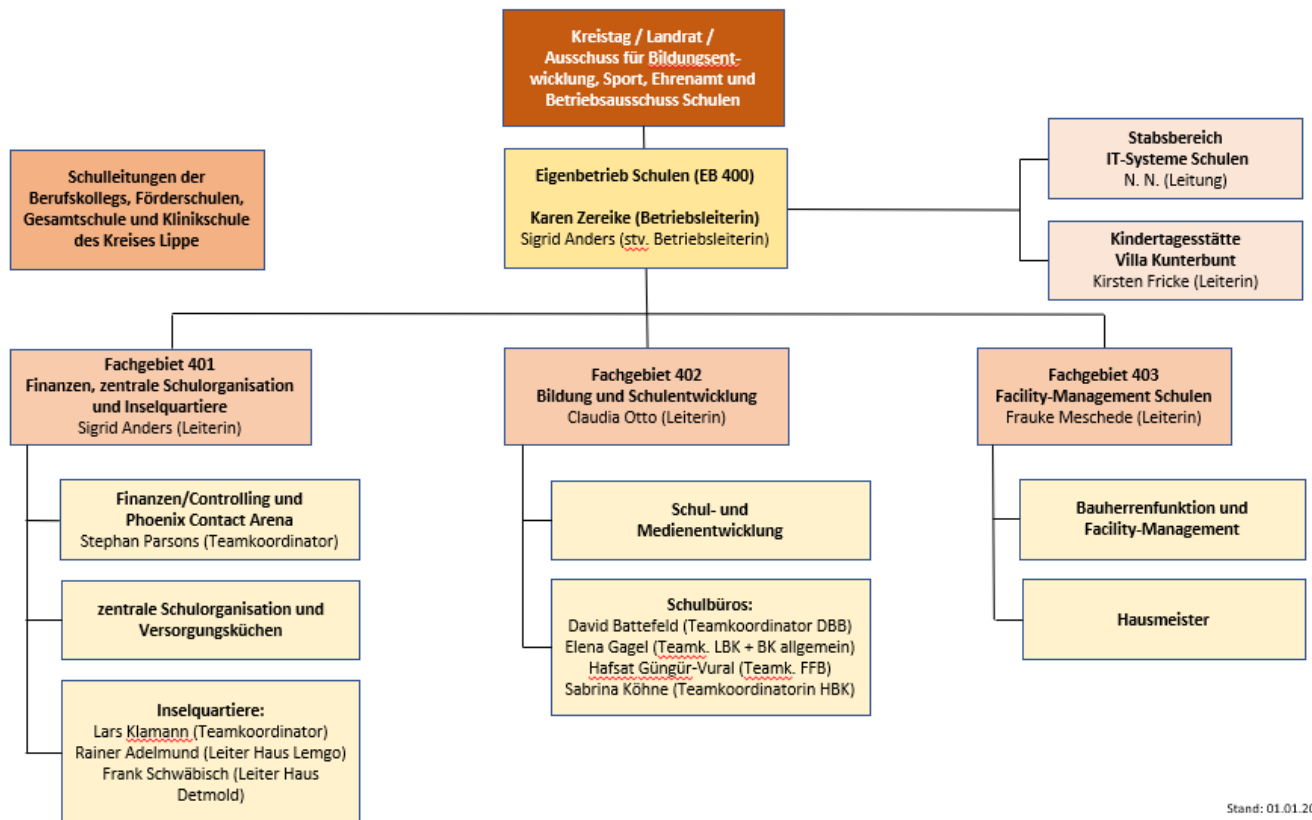 Kreistag / Landrat /
Ausschuss für Bildungsent-
wicklung, Sport, Ehrenamt und
Betriebsausschuss Schulen
Schulleitungen der
Berufskollegs, Förderschulen,
Gesamtschule und Klinikschule
des Kreises Lippe
Eigenbetrieb Schulen (EB 400)
Karen Zereike (Betriebsleiterin)
Sigrid Anders (stv. Betriebsleiterin)
Stabsbereich
IT-Systeme Schulen
N. N. (Leitung)
Kindertagesstätte
Villa Kunterbunt
Kirsten Fricke (Leiterin)
Fachgebiet 401
Finanzen, zentrale Schulorganisation
und Inselquartiere
Sigrid Anders (Leiterin)
Finanzen/Controlling und
Phoenix Contact Arena
Stephan Parsons (Teamkoordinator)
zentrale Schulorganisation und
Versorgungsküchen
Inselquartiere:
Lars Klamann (Teamkoordinator)
Rainer Adelmund (Leiter Haus Lemgo)
Frank Schwäbisch (Leiter Haus
Detmold)
Fachgebiet 402
Bildung und Schulentwicklung
Claudia Otto (Leiterin)
Schul- und
Medienentwicklung
Schulbüros:
David Battefeld (Teamkoordinator DBB)
Elena Gagel (Teamk. LBK + BK allgemein)
Hafsat Güngür-Vural (Teamk. FFB)
Sabrina Köhne (Teamkoordinatorin HBK)
Fachgebiet 403
Facility-Management Schulen
Frauke Meschede (Leiterin)
Bauherrenfunktion und
Facility-Management
Hausmeister
Stand: 01.01.20